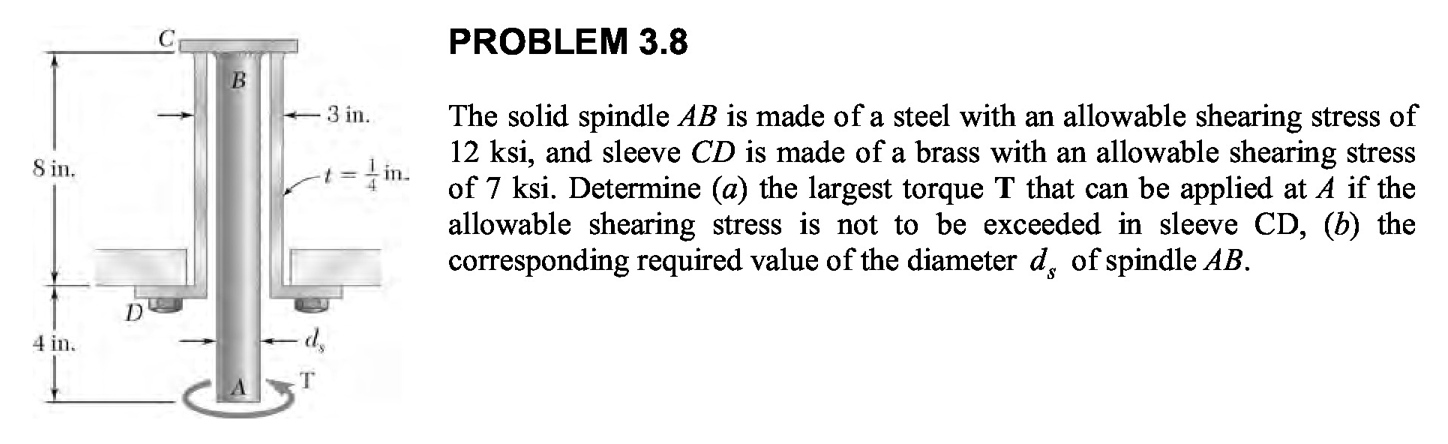 PROBLEM 3.8
The solid spindle AB is made of a steel with an allowable shearing stress of
12 ksi, and sleeve CD is made of a brass with an allowable shearing stress
of 7 ksi. Determine (a) the largest torque T that can be applied at A if the
allowable shearing stress is not to be exceeded in sleeve CD, (b) the
corresponding required value of the diameter dₛ of spindle AB.
C
B
3 in.
8 in.
t = 1/4 in.
D
4 in.
dₛ
A
T